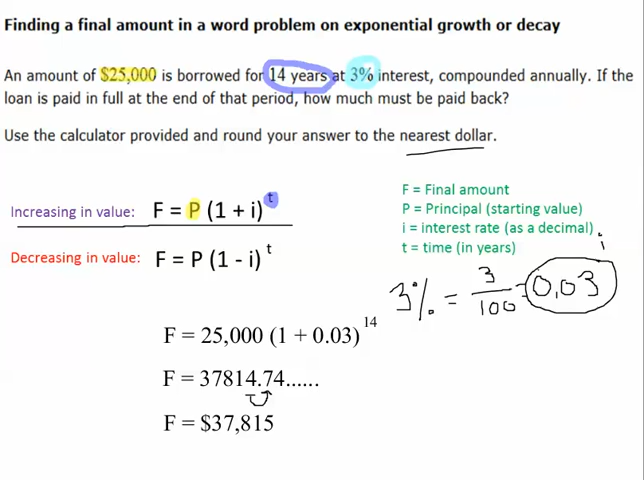 Finding a final amount in a word problem on exponential growth or decay
An amount of $25,000 is borrowed for 14 years at 3% interest, compounded annually. If the
loan is paid in full at the end of that period, how much must be paid back?
Use the calculator provided and round your answer to the nearest dollar.
Increasing in value: F = P (1 + i)^t
Decreasing in value: F = P (1 - i)^t
F = Final amount
P = Principal (starting value)
i = interest rate (as a decimal)
t = time (in years)
i
3% = 3/100 = 0.03
F = 25,000 (1 + 0.03)^14
F = 37814.74......
F = $37,815